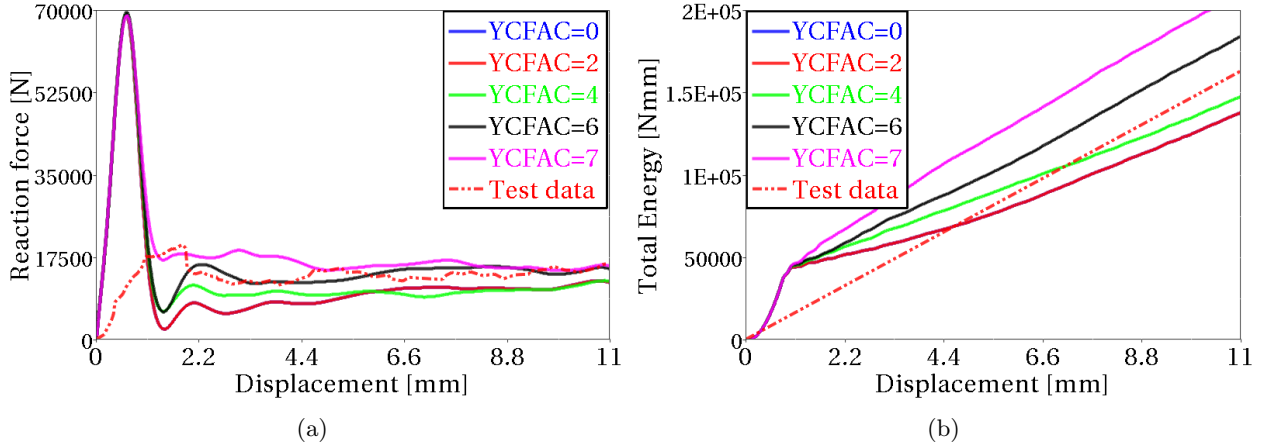 70000
52500
35000
17500
0
Reaction force [N]
0
2.2
4.4
6.6
8.8
11
Displacement [mm]
YCFAC=0
YCFAC=2
YCFAC=4
YCFAC=6
YCFAC=7
Test data
(a)
2E+05
1.5E+05
1E+05
50000
0
Total Energy [Nmm]
0
2.2
4.4
6.6
8.8
11
Displacement [mm]
YCFAC=0
YCFAC=2
YCFAC=4
YCFAC=6
YCFAC=7
Test data
(b)